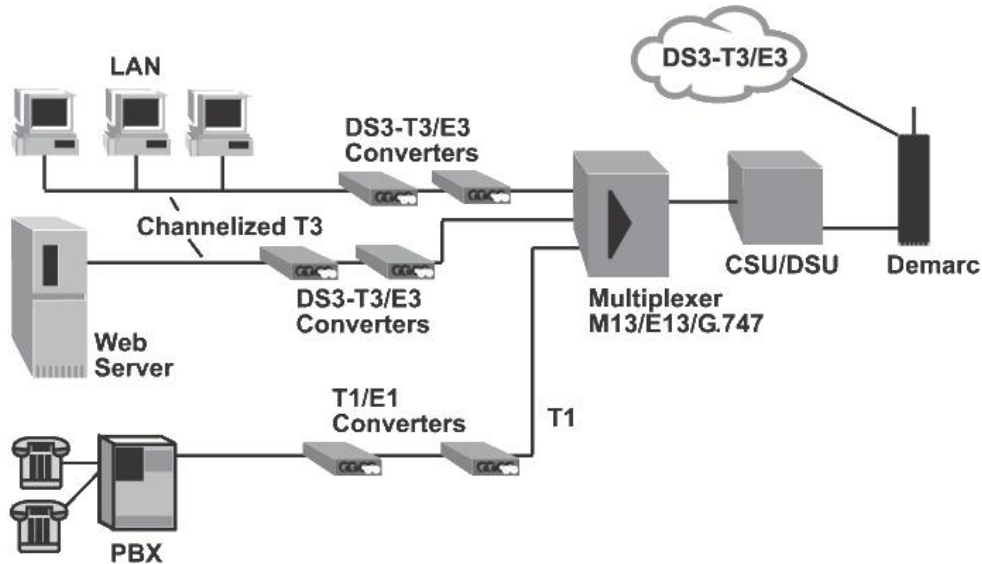 LAN
DS3-T3/E3
DS3-T3/E3
Converters
Channelized T3
DS3-T3/E3
Converters
CSU/DSU
Demarc
Multiplexer
M13/E13/G.747
Web
Server
T1/E1
Converters
T1
PBX